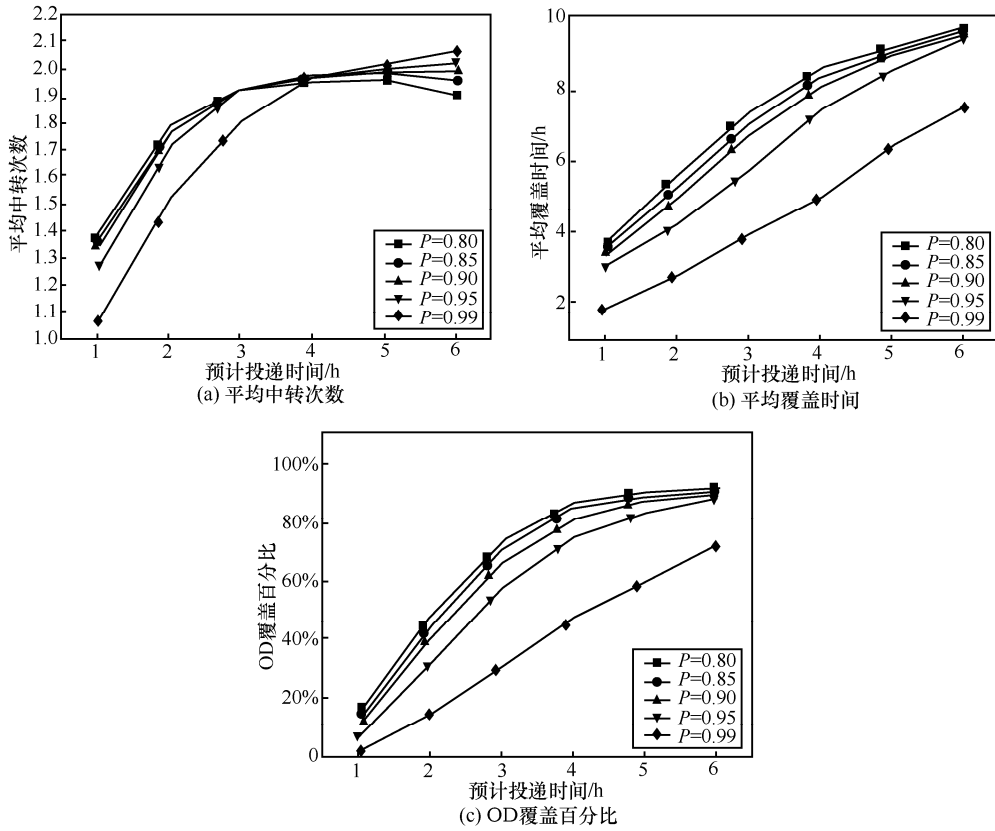 2.2
2.1
2.0
1.9
1.8
1.7
1.6
1.5
1.4
1.3
1.2
1.1
1.0
平均中转次数
P=0.80
P=0.85
P=0.90
P=0.95
P=0.99
1 2 3 4 5 6
预计投递时间/h
(a) 平均中转次数
10
8
6
4
2
平均覆盖时间/h
P=0.80
P=0.85
P=0.90
P=0.95
P=0.99
1 2 3 4 5 6
预计投递时间/h
(b) 平均覆盖时间
100%
80%
60%
40%
20%
0
OD覆盖百分比
P=0.80
P=0.85
P=0.90
P=0.95
P=0.99
1 2 3 4 5 6
预计投递时间/h
(c) OD覆盖百分比